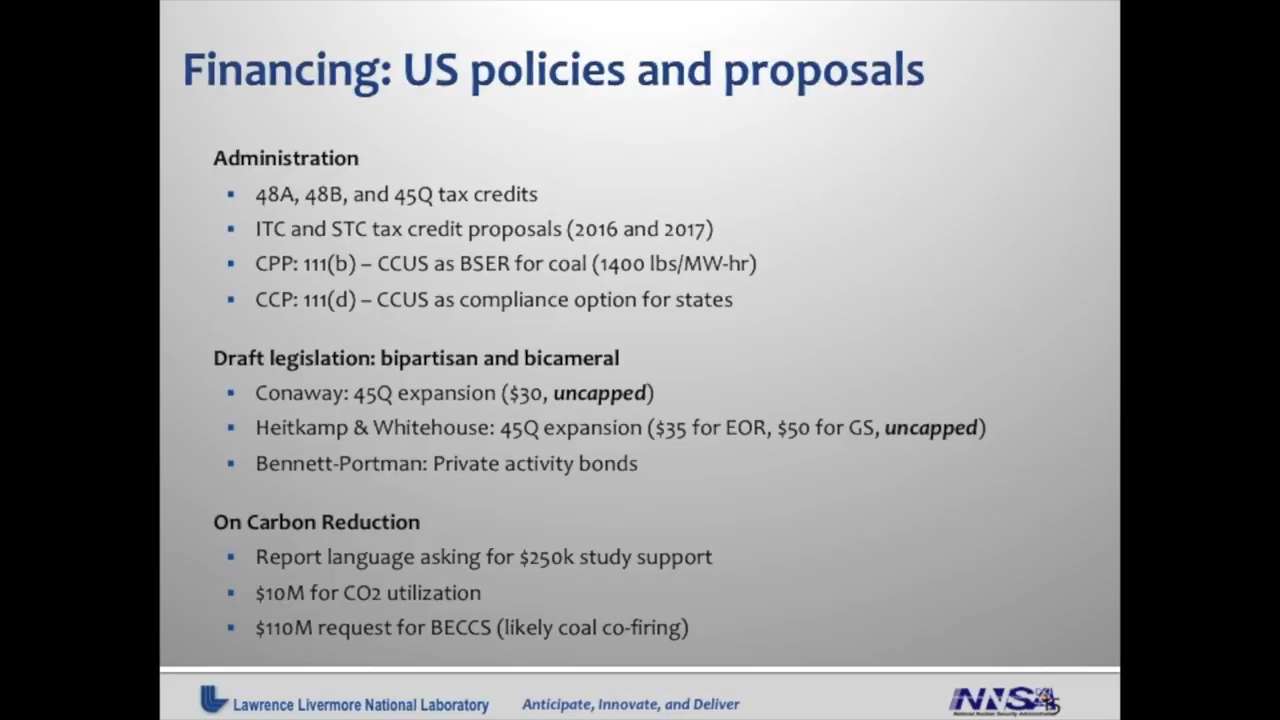 Financing: US policies and proposals
Administration
▪ 48A, 48B, and 45Q tax credits
▪ ITC and STC tax credit proposals (2016 and 2017)
▪ CPP: 111(b) – CCUS as BSER for coal (1400 lbs/MW-hr)
▪ CCP: 111(d) – CCUS as compliance option for states
Draft legislation: bipartisan and bicameral
▪ Conaway: 45Q expansion ($30, uncapped)
▪ Heitkamp & Whitehouse: 45Q expansion ($35 for EOR, $50 for GS, uncapped)
▪ Bennett-Portman: Private activity bonds
On Carbon Reduction
▪ Report language asking for $250k study support
▪ $10M for CO2 utilization
▪ $110M request for BECCS (likely coal co-firing)
Lawrence Livermore National Laboratory Anticipate, Innovate, and Deliver NNSA
National Nuclear Security Administration